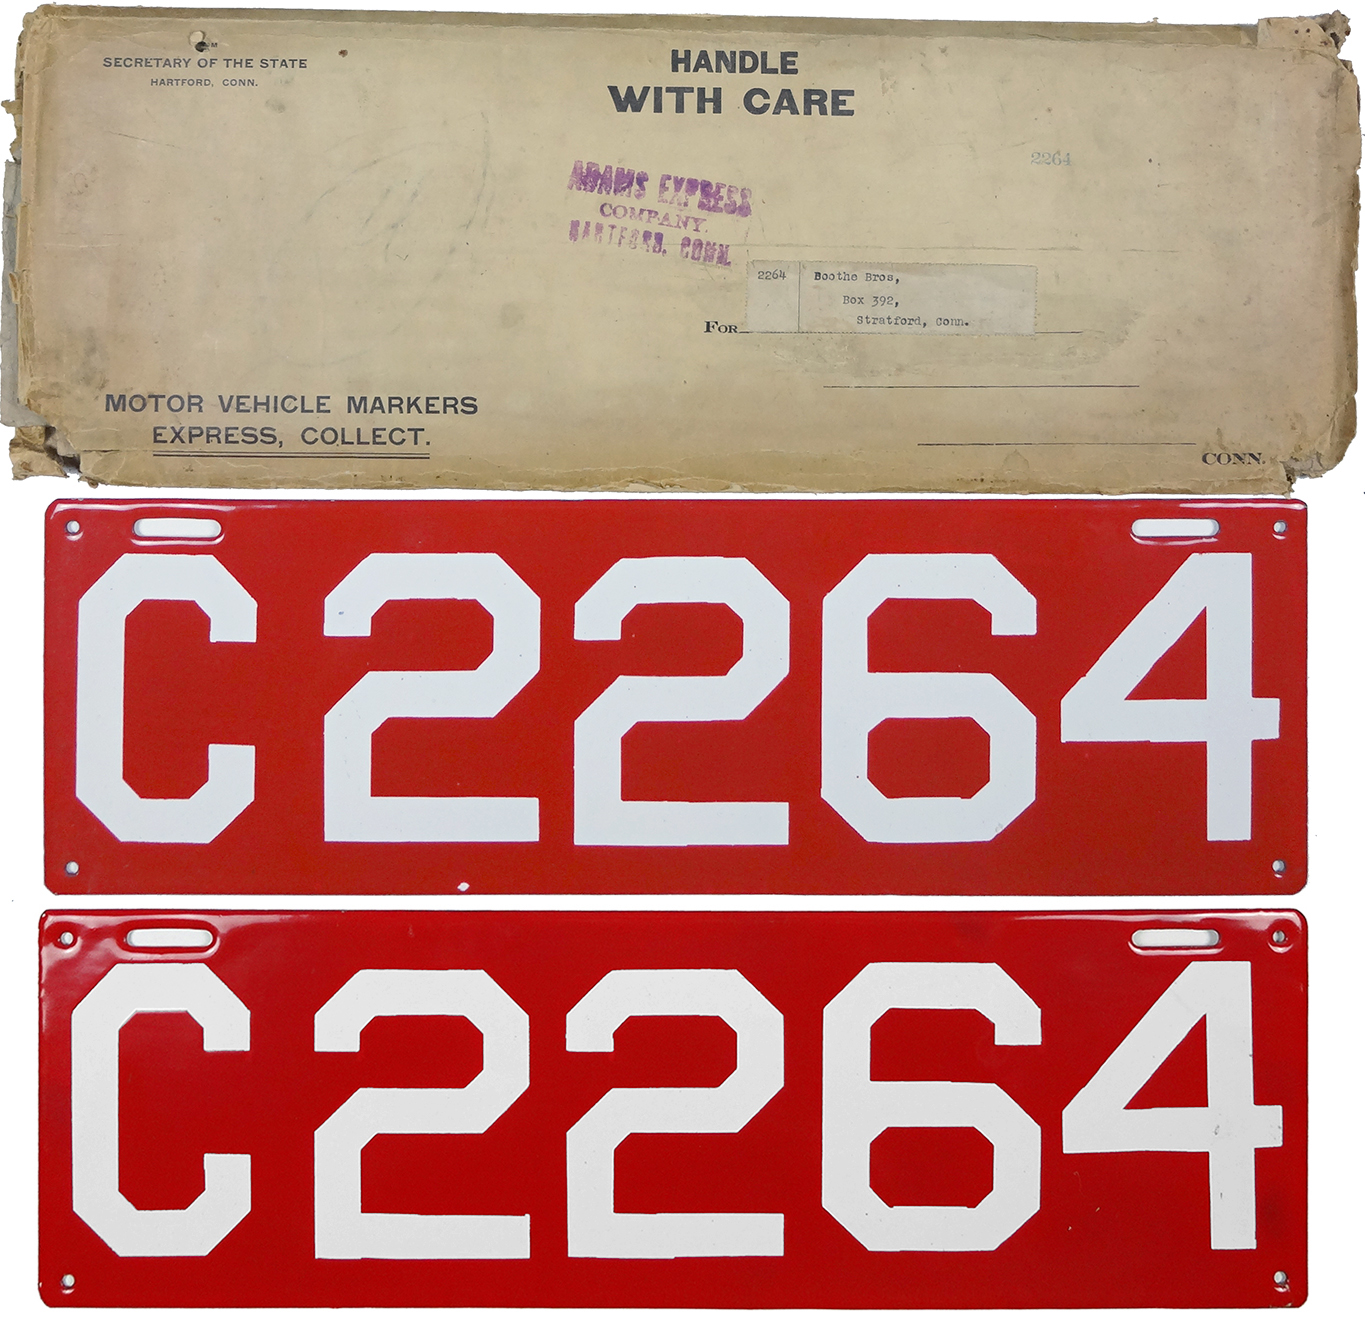 SECRETARY OF THE STATE
HARTFORD, CONN.
HANDLE
WITH CARE
2264
ADAMS EXPRESS
COMPANY.
HARTFORD, CONN.
2264 Boothe Bros,
Box 392,
Stratford, Conn.
FOR
MOTOR VEHICLE MARKERS
EXPRESS, COLLECT.
CONN.
C2264
C2264